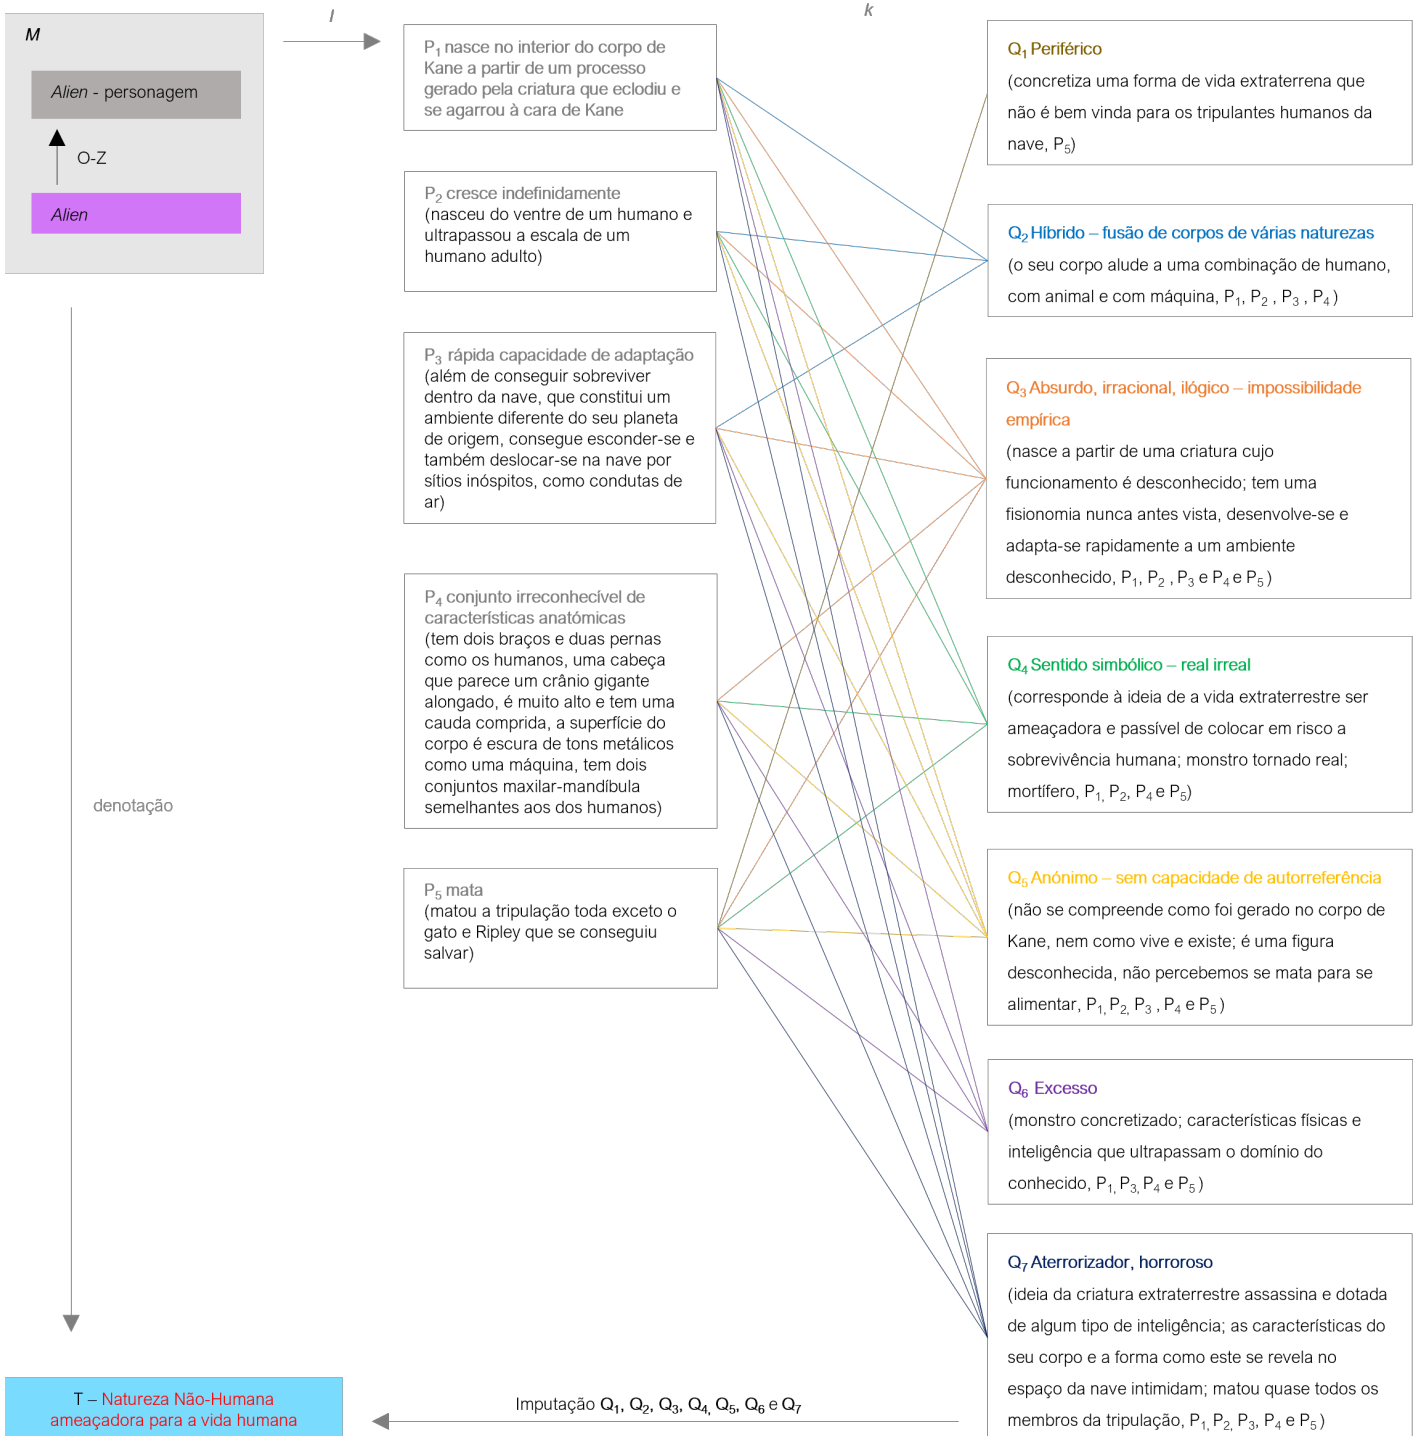 M
Alien - personagem
O-Z
Alien
I
k
P₁ nasce no interior do corpo de
Kane a partir de um processo
gerado pela criatura que eclodiu e
se agarrou à cara de Kane
P₂ cresce indefinidamente
(nasceu do ventre de um humano e
ultrapassou a escala de um
humano adulto)
P₃ rápida capacidade de adaptação
(além de conseguir sobreviver
dentro da nave, que constitui um
ambiente diferente do seu planeta
de origem, consegue esconder-se e
também deslocar-se na nave por
sítios inóspitos, como condutas de
ar)
P₄ conjunto irreconhecível de
características anatómicas
(tem dois braços e duas pernas
como os humanos, uma cabeça
que parece um crânio gigante
alongado, é muito alto e tem uma
cauda comprida, a superfície do
corpo é escura de tons metálicos
como uma máquina, tem dois
conjuntos maxilar-mandíbula
semelhantes aos dos humanos)
P₅ mata
(matou a tripulação toda exceto o
gato e Ripley que se conseguiu
salvar)
Q₁ Periférico
(concretiza uma forma de vida extraterrena que
não é bem vinda para os tripulantes humanos da
nave, P₅)
Q₂ Híbrido – fusão de corpos de várias naturezas
(o seu corpo alude a uma combinação de humano,
com animal e com máquina, P₁, P₂ , P₃ , P₄ )
Q₃ Absurdo, irracional, ilógico – impossibilidade
empírica
(nasce a partir de uma criatura cujo
funcionamento é desconhecido; tem uma
fisionomia nunca antes vista, desenvolve-se e
adapta-se rapidamente a um ambiente
desconhecido, P₁, P₂ , P₃ e P₄ e P₅ )
Q₄ Sentido simbólico – real irreal
(corresponde à ideia de a vida extraterrestre ser
ameaçadora e passível de colocar em risco a
sobrevivência humana; monstro tornado real;
mortífero, P₁, P₂, P₄ e P₅)
Q₅ Anónimo – sem capacidade de autorreferência
(não se compreende como foi gerado no corpo de
Kane, nem como vive e existe; é uma figura
desconhecida, não percebemos se mata para se
alimentar, P₁, P₂, P₃ , P₄ e P₅ )
Q₆ Excesso
(monstro concretizado; características físicas e
inteligência que ultrapassam o domínio do
conhecido, P₁, P₃, P₄ e P₅ )
Q₇ Aterrorizador, horroroso
(ideia da criatura extraterrestre assassina e dotada
de algum tipo de inteligência; as características do
seu corpo e a forma como este se revela no
espaço da nave intimidam; matou quase todos os
membros da tripulação, P₁, P₂, P₃, P₄ e P₅ )
denotação
T – Natureza Não-Humana
ameaçadora para a vida humana
Imputação Q₁, Q₂, Q₃, Q₄, Q₅, Q₆ e Q₇